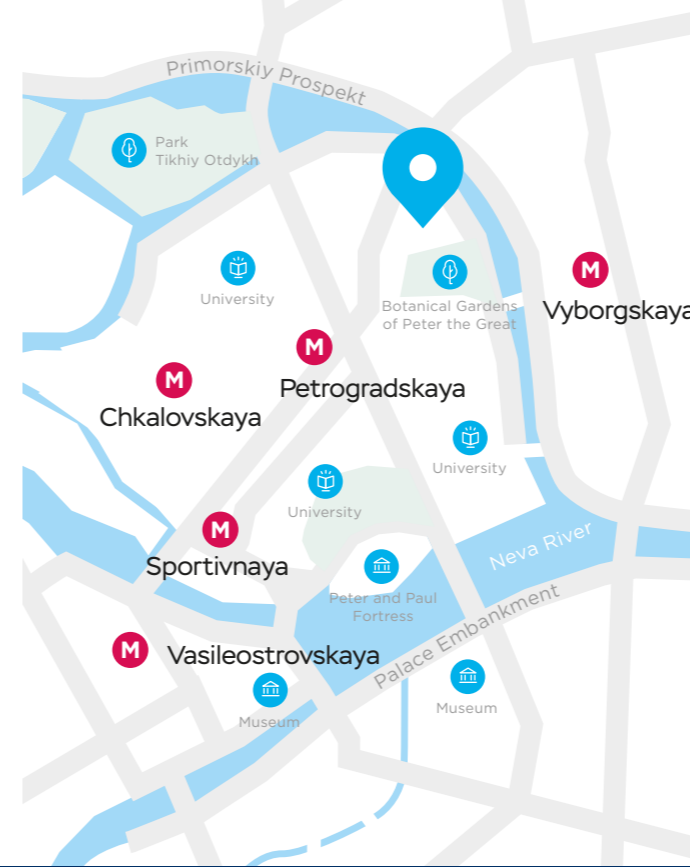 Primorskiy Prospekt
Park
Tikhiy Otdykh
University
Botanical Gardens
of Peter the Great
M
Vyborgskaya
M
Petrogradskaya
M
Chkalovskaya
University
University
M
Sportivnaya
Neva River
Peter and Paul
Fortress
Palace Embankment
M
Vasileostrovskaya
Museum
Museum